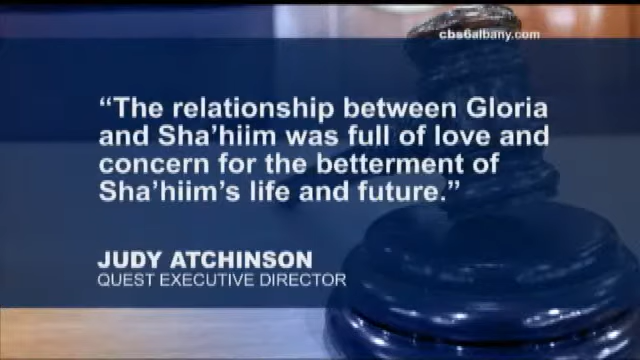 cbs6albany.com
“The relationship between Gloria
and Sha’hiim was full of love and
concern for the betterment of
Sha’hiim’s life and future.”
JUDY ATCHINSON
QUEST EXECUTIVE DIRECTOR